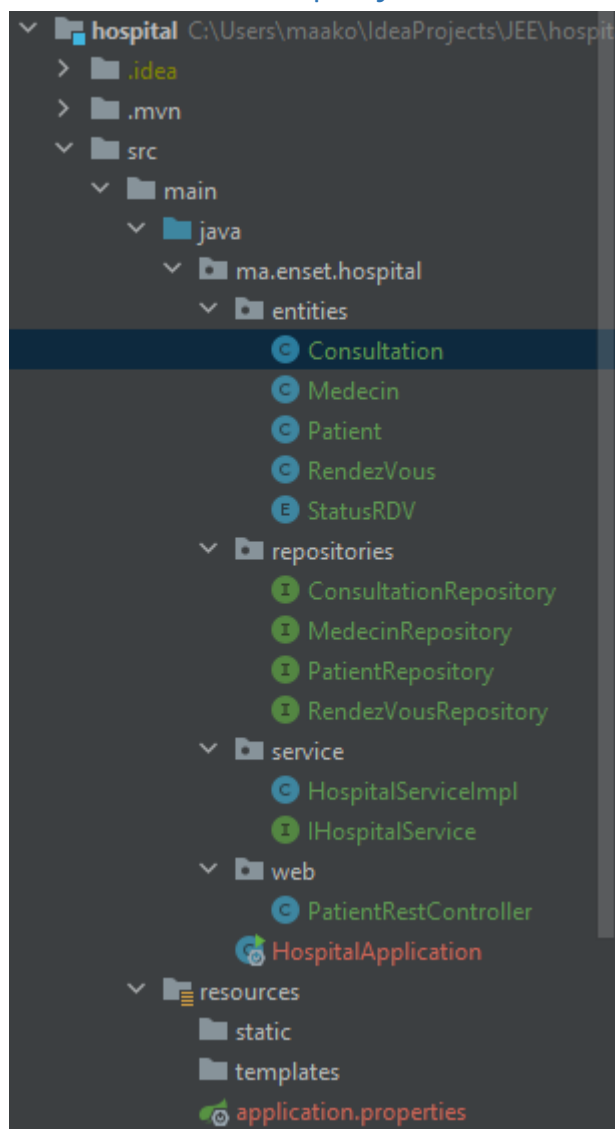 hospital C:\Users\maako\IdeaProjects\JEE\hospit
.idea
.mvn
src
main
java
ma.enset.hospital
entities
C Consultation
C Medecin
C Patient
C RendezVous
E StatusRDV
repositories
I ConsultationRepository
I MedecinRepository
I PatientRepository
I RendezVousRepository
service
C HospitalServiceImpl
I IHospitalService
web
C PatientRestController
HospitalApplication
resources
static
templates
application.properties